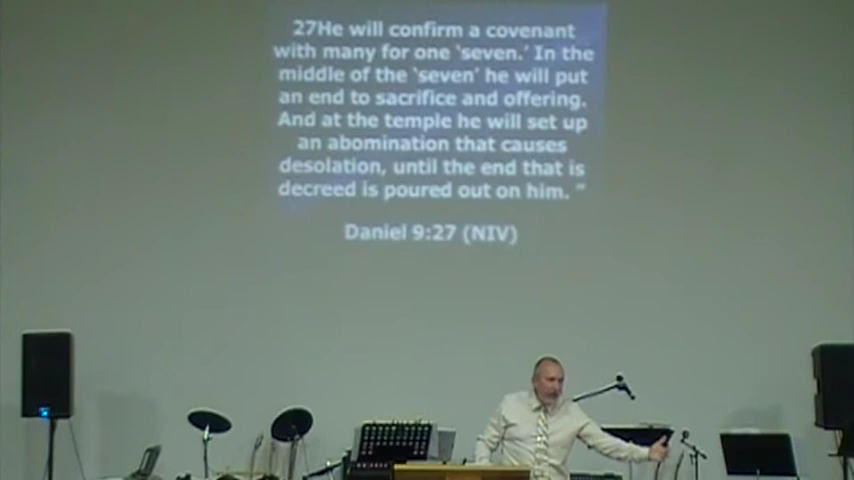 27He will confirm a covenant
with many for one ‘seven.’ In the
middle of the ‘seven’ he will put
an end to sacrifice and offering.
And at the temple he will set up
an abomination that causes
desolation, until the end that is
decreed is poured out on him. ”
Daniel 9:27 (NIV)